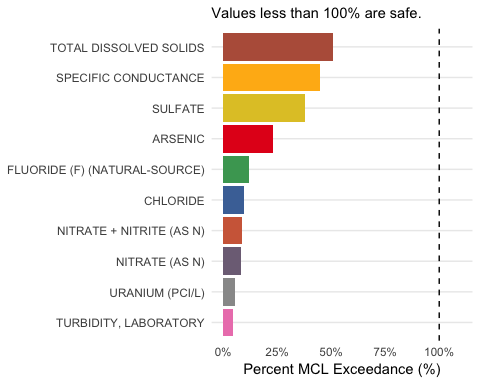 Values less than 100% are safe.
TOTAL DISSOLVED SOLIDS
SPECIFIC CONDUCTANCE
SULFATE
ARSENIC
FLUORIDE (F) (NATURAL-SOURCE)
CHLORIDE
NITRATE + NITRITE (AS N)
NITRATE (AS N)
URANIUM (PCI/L)
TURBIDITY, LABORATORY
0% 25% 50% 75% 100%
Percent MCL Exceedance (%)